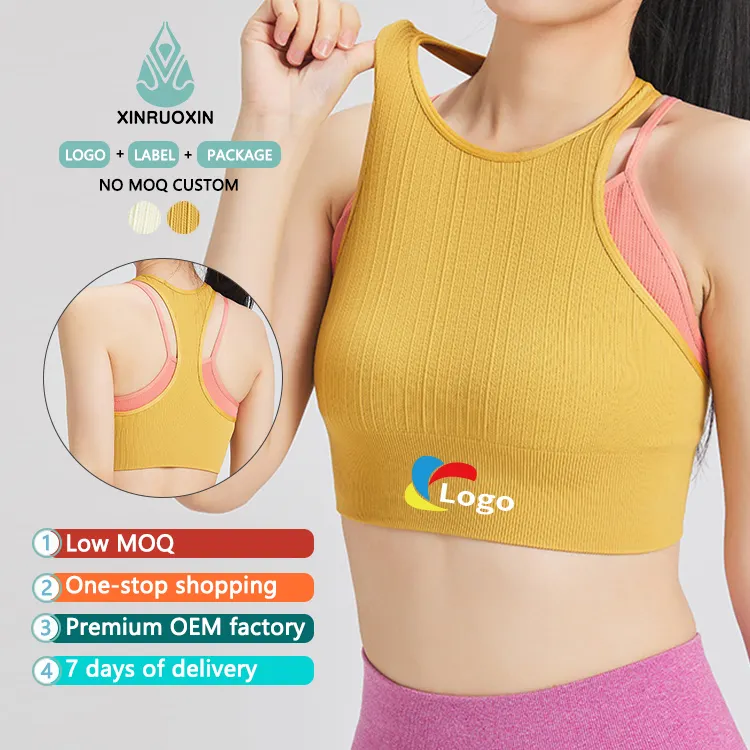 XINRUOXIN
LOGO + LABEL + PACKAGE
NO MOQ CUSTOM
Logo
1 Low MOQ
2 One-stop shopping
3 Premium OEM factory
4 7 days of delivery